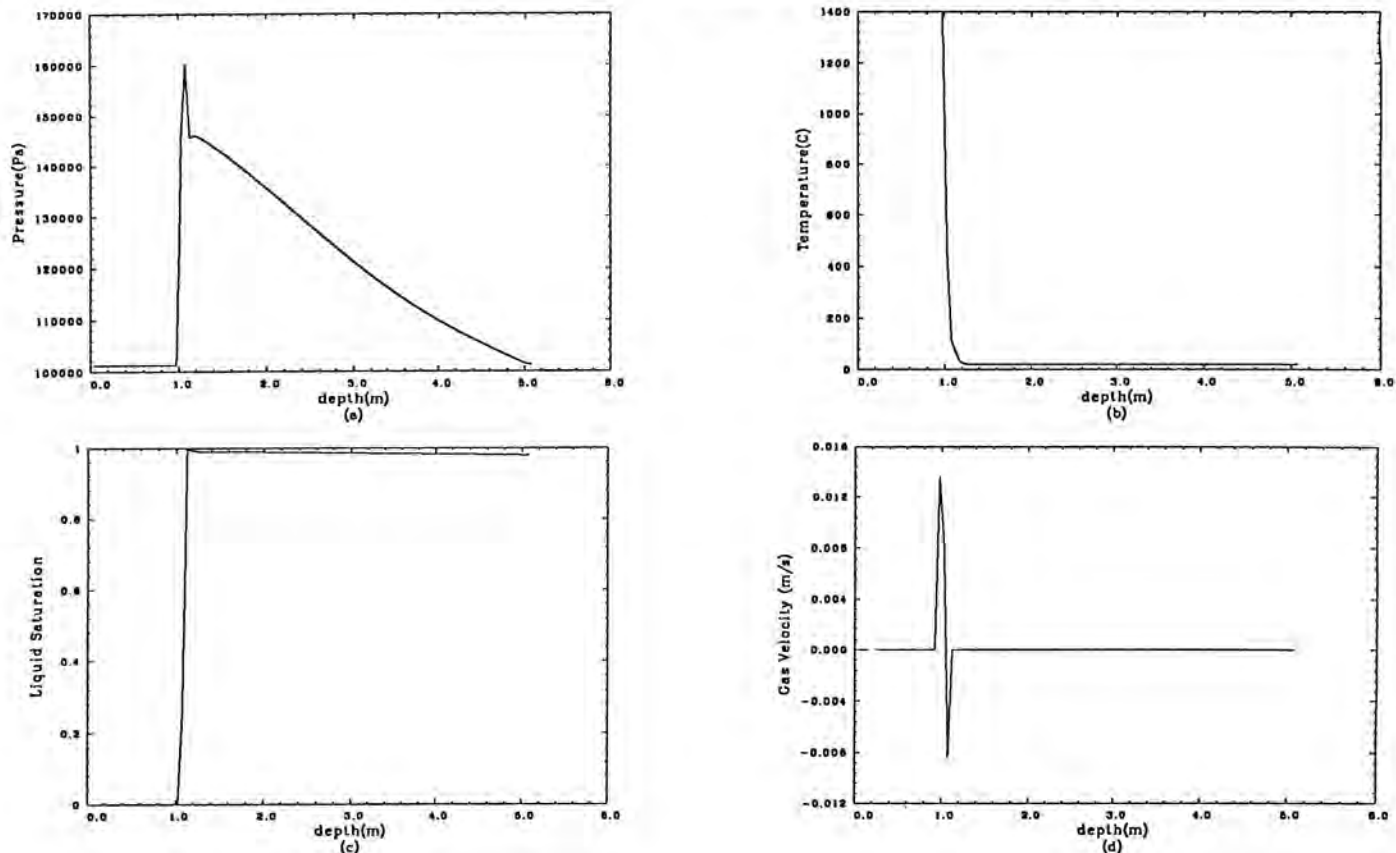 170000
160000
150000
140000
130000
120000
110000
100000
Pressure(Pa)
0.0 1.0 2.0 3.0 4.0 5.0 6.0
depth(m)
(a)
1400
1200
1000
800
600
400
200
0
Temperature(C)
0.0 1.0 2.0 3.0 4.0 5.0 6.0
depth(m)
(b)
1
0.8
0.6
0.4
0.2
0
Liquid Saturation
0.0 1.0 2.0 3.0 4.0 5.0 6.0
depth(m)
(c)
0.016
0.012
0.008
0.004
0.000
-0.004
-0.008
-0.012
Gas Velocity (m/s)
0.0 1.0 2.0 3.0 4.0 5.0 6.0
depth(m)
(d)